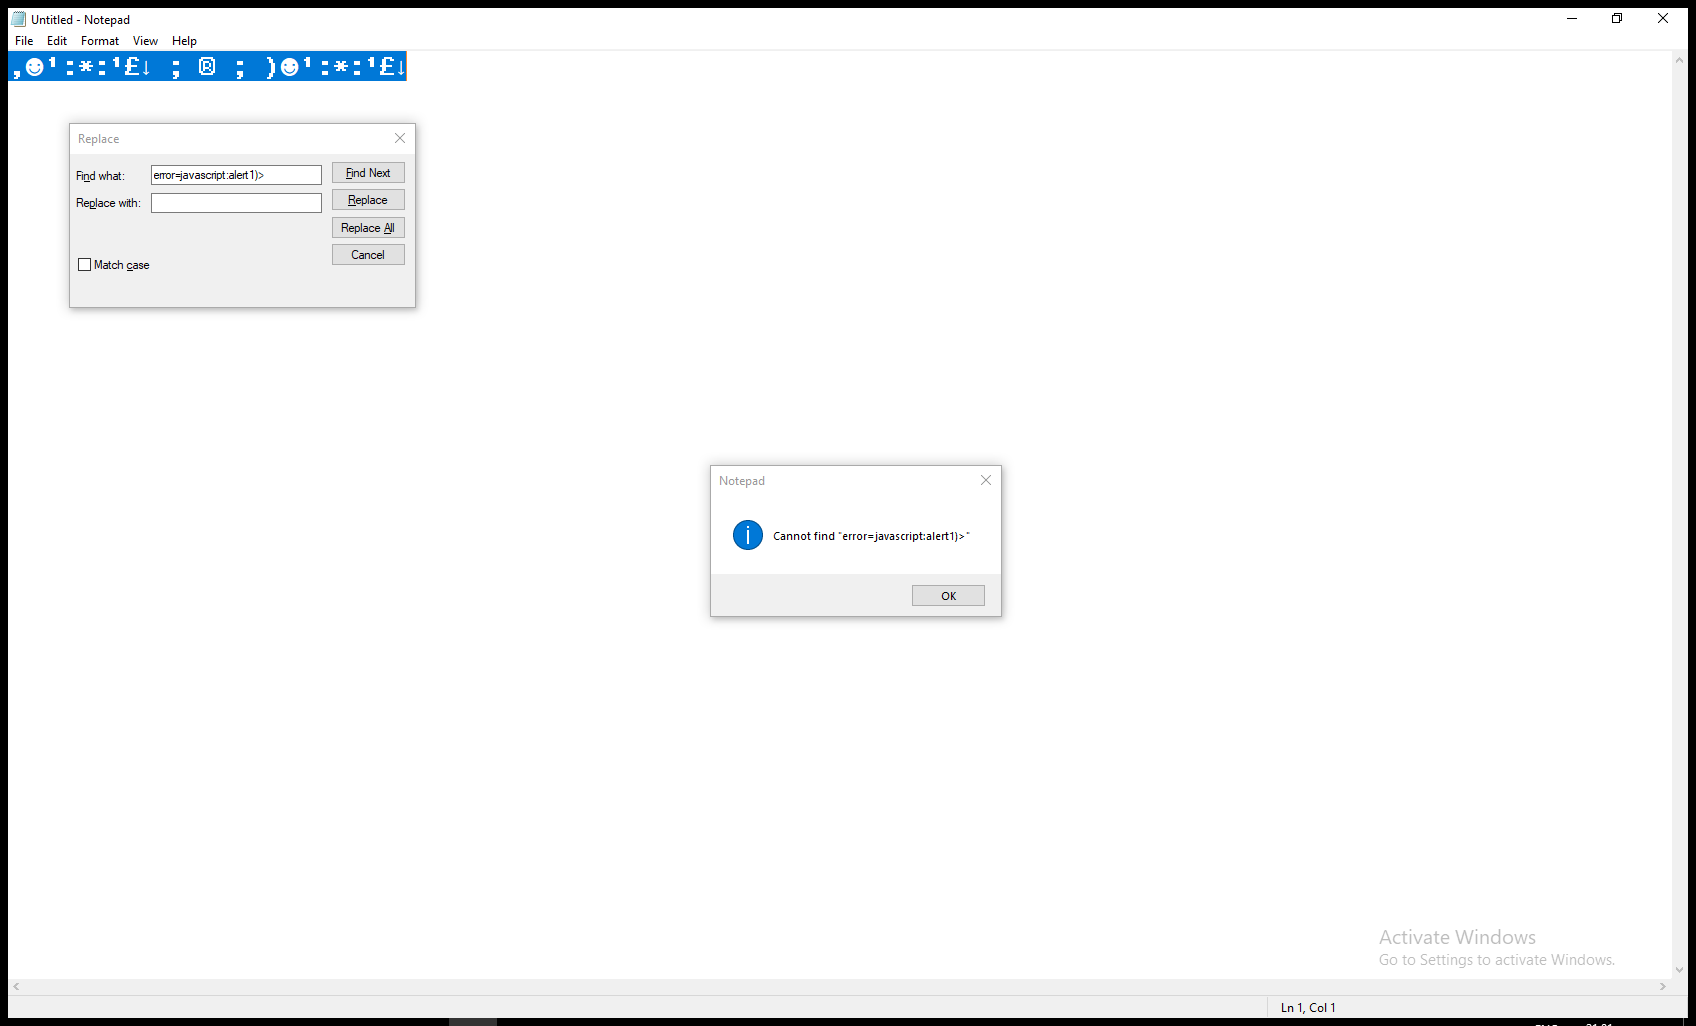 Untitled - Notepad
File Edit Format View Help
,☻¹:*:¹£↓ ; ® ; )☻¹:*:¹£↓
Replace
Find what: error=javascript:alert1)> Find Next
Replace with: Replace
Replace All
Cancel
Match case
Notepad
Cannot find "error=javascript:alert1)>"
OK
Activate Windows
Go to Settings to activate Windows.
Ln 1, Col 1